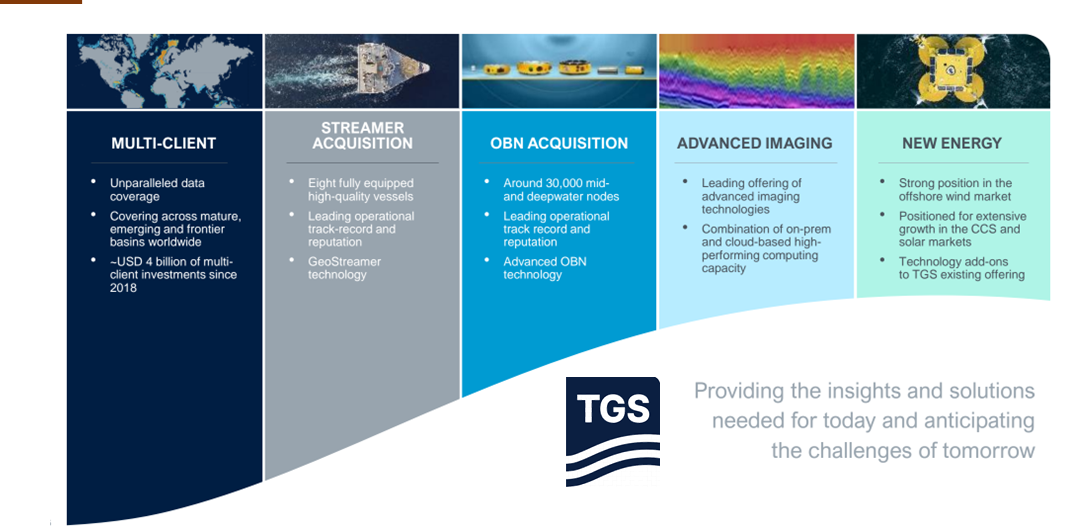 MULTI-CLIENT
• Unparalleled data
coverage
• Covering across mature,
emerging and frontier
basins worldwide
• ~USD 4 billion of multi-
client investments since
2018
STREAMER
ACQUISITION
• Eight fully equipped
high-quality vessels
• Leading operational
track-record and
reputation
• GeoStreamer
technology
OBN ACQUISITION
• Around 30,000 mid-
and deepwater nodes
• Leading operational
track record and
reputation
• Advanced OBN
technology
ADVANCED IMAGING
• Leading offering of
advanced imaging
technologies
• Combination of on-prem
and cloud-based high-
performing computing
capacity
NEW ENERGY
• Strong position in the
offshore wind market
• Positioned for extensive
growth in the CCS and
solar markets
• Technology add-ons
to TGS existing offering
TGS
Providing the insights and solutions
needed for today and anticipating
the challenges of tomorrow